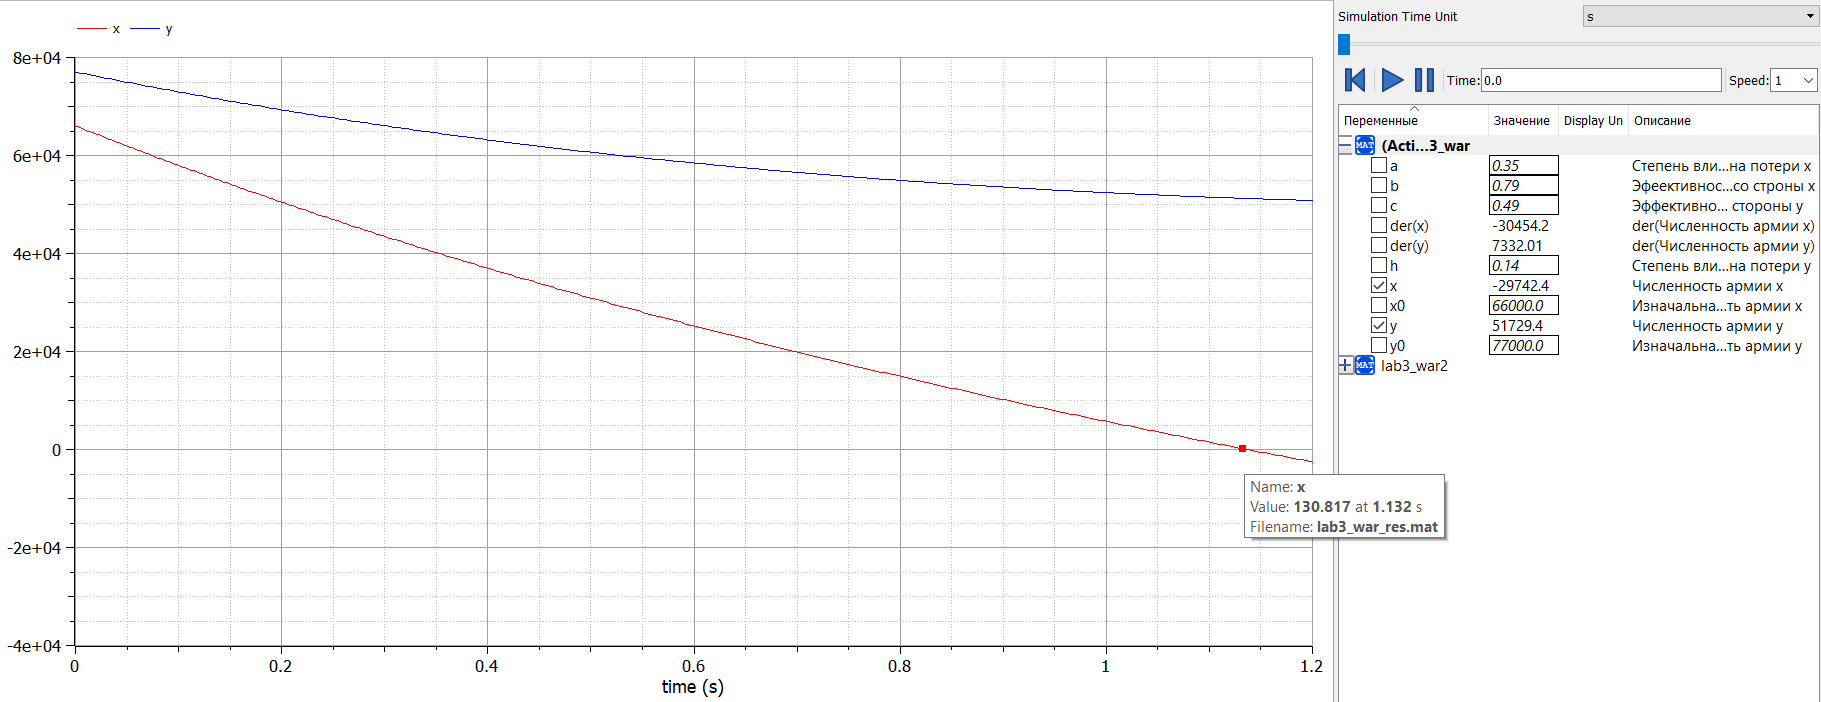 x y
8e+04
6e+04
4e+04
2e+04
0
-2e+04
-4e+04
0 0.2 0.4 0.6 0.8 1 1.2
time (s)
Name: x
Value: 130.817 at 1.132 s
Filename: lab3_war_res.mat
Simulation Time Unit s
Time: 0.0 Speed: 1
Переменные Значение Display Un Описание
MAT (Acti...3_war
a 0.35 Степень вли...на потери x
b 0.79 Эфеективнос...со строны x
c 0.49 Эффективно... стороны y
der(x) -30454.2 der(Численность армии x)
der(y) 7332.01 der(Численность армии y)
h 0.14 Степень вли...на потери y
x -29742.4 Численность армии x
x0 66000.0 Изначальна...ть армии x
y 51729.4 Численность армии y
y0 77000.0 Изначальна...ть армии y
MAT lab3_war2